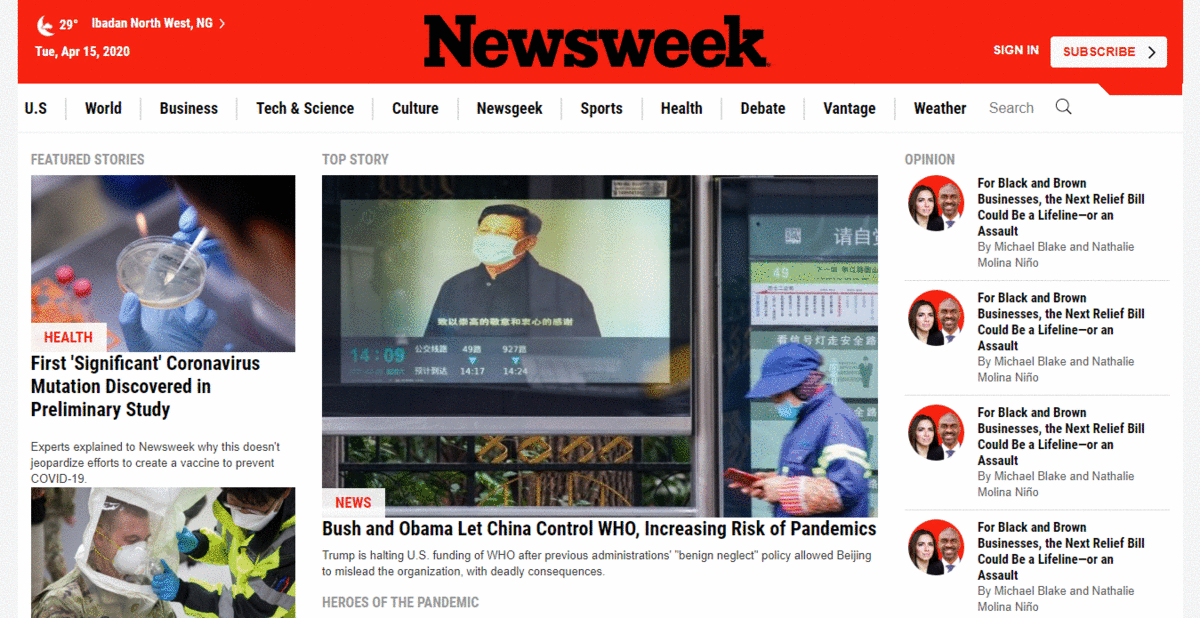 29° Ibadan North West, NG
Tue, Apr 15, 2020
Newsweek
SIGN IN
SUBSCRIBE
U.S World Business Tech & Science Culture Newsgeek Sports Health Debate Vantage Weather Search
FEATURED STORIES
HEALTH
First 'Significant' Coronavirus
Mutation Discovered in
Preliminary Study
Experts explained to Newsweek why this doesn't
jeopardize efforts to create a vaccine to prevent
COVID-19.
TOP STORY
致以崇高的敬意和衷心的感谢
14:09 公交线路 49路 927路
预计到达 14:17 14:24
请自觉
49
看信号灯走安全路
NEWS
Bush and Obama Let China Control WHO, Increasing Risk of Pandemics
Trump is halting U.S. funding of WHO after previous administrations' "benign neglect" policy allowed Beijing
to mislead the organization, with deadly consequences.
HEROES OF THE PANDEMIC
OPINION
For Black and Brown
Businesses, the Next Relief Bill
Could Be a Lifeline—or an
Assault
By Michael Blake and Nathalie
Molina Niño
For Black and Brown
Businesses, the Next Relief Bill
Could Be a Lifeline—or an
Assault
By Michael Blake and Nathalie
Molina Niño
For Black and Brown
Businesses, the Next Relief Bill
Could Be a Lifeline—or an
Assault
By Michael Blake and Nathalie
Molina Niño
For Black and Brown
Businesses, the Next Relief Bill
Could Be a Lifeline—or an
Assault
By Michael Blake and Nathalie
Molina Niño